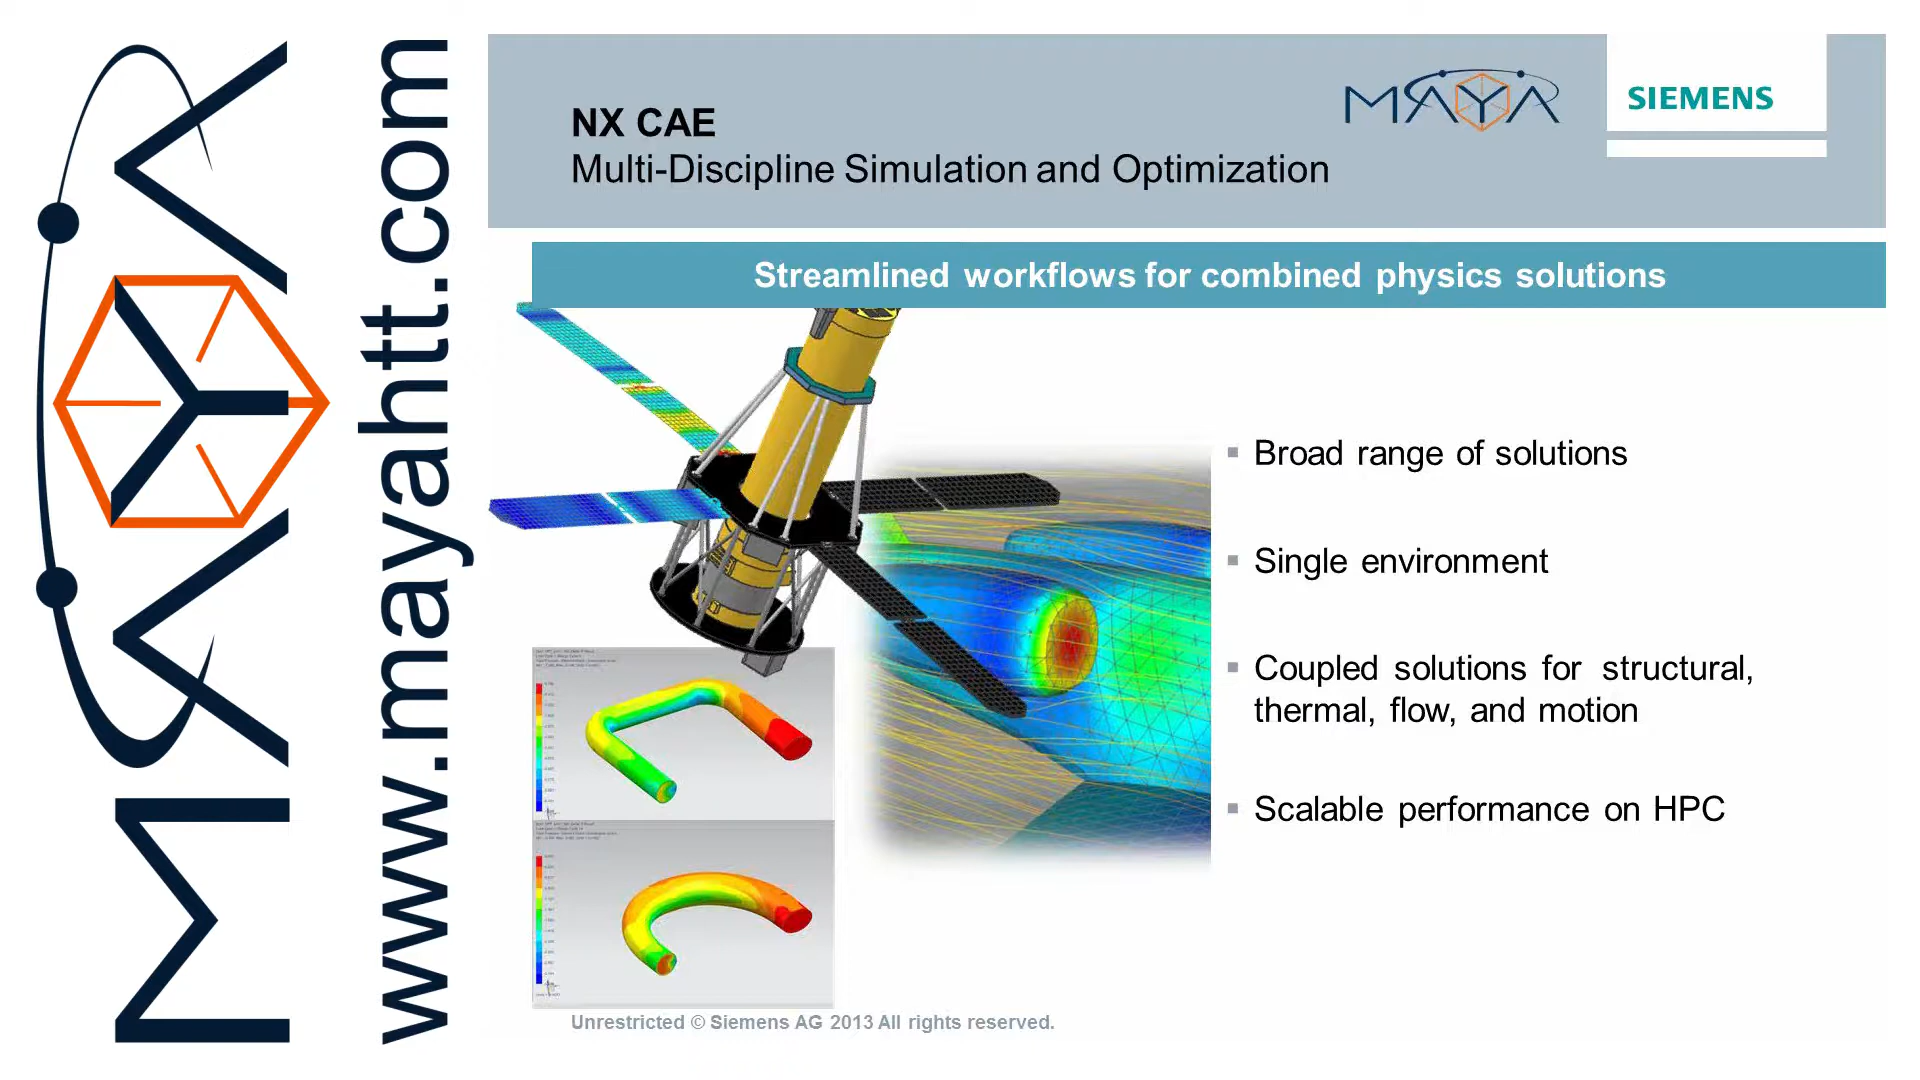 MAYA
www.mayahtt.com
NX CAE
Multi-Discipline Simulation and Optimization
MAYA
SIEMENS
Streamlined workflows for combined physics solutions
Broad range of solutions
Single environment
Coupled solutions for structural,
thermal, flow, and motion
Scalable performance on HPC
Unrestricted © Siemens AG 2013 All rights reserved.